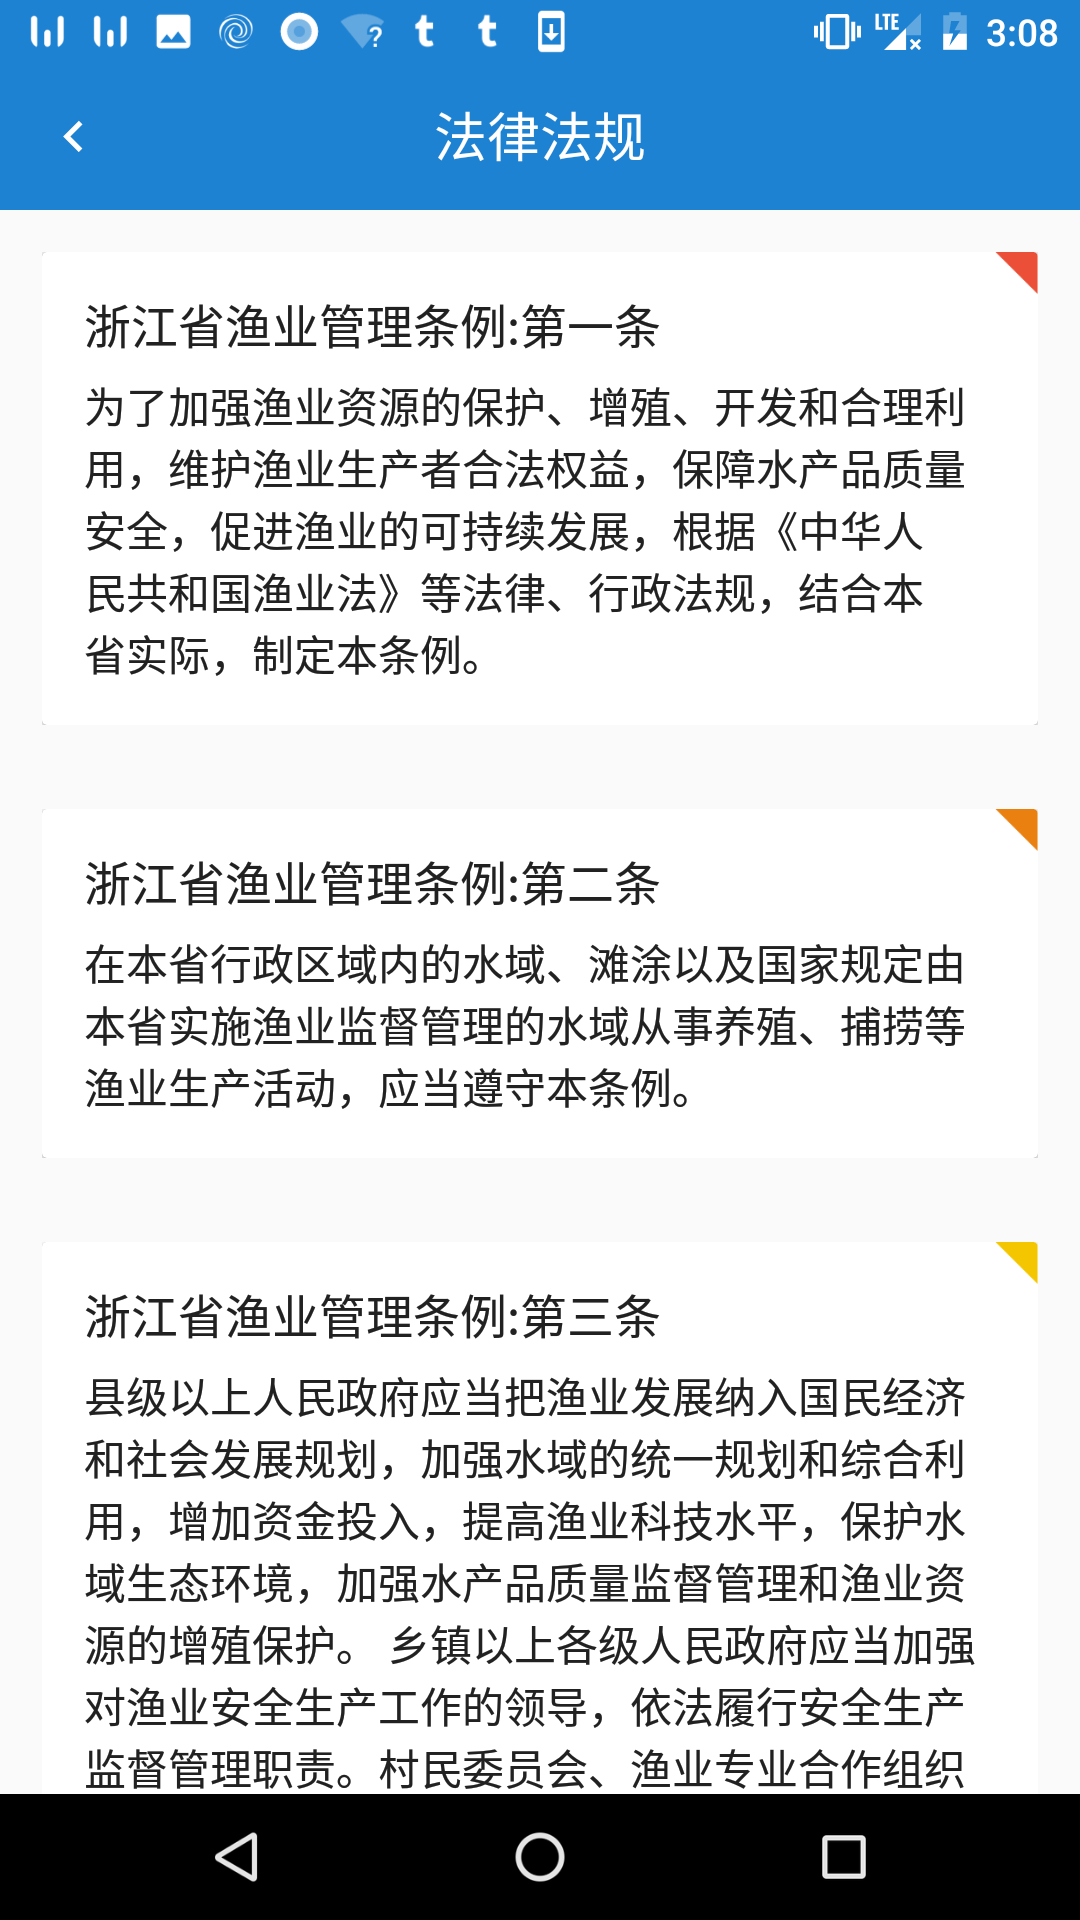 LTE 3:08
法律法规
浙江省渔业管理条例:第一条
为了加强渔业资源的保护、增殖、开发和合理利
用，维护渔业生产者合法权益，保障水产品质量
安全，促进渔业的可持续发展，根据《中华人
民共和国渔业法》等法律、行政法规，结合本
省实际，制定本条例。
浙江省渔业管理条例:第二条
在本省行政区域内的水域、滩涂以及国家规定由
本省实施渔业监督管理的水域从事养殖、捕捞等
渔业生产活动，应当遵守本条例。
浙江省渔业管理条例:第三条
县级以上人民政府应当把渔业发展纳入国民经济
和社会发展规划，加强水域的统一规划和综合利
用，增加资金投入，提高渔业科技水平，保护水
域生态环境，加强水产品质量监督管理和渔业资
源的增殖保护。 乡镇以上各级人民政府应当加强
对渔业安全生产工作的领导，依法履行安全生产
监督管理职责。村民委员会、渔业专业合作组织